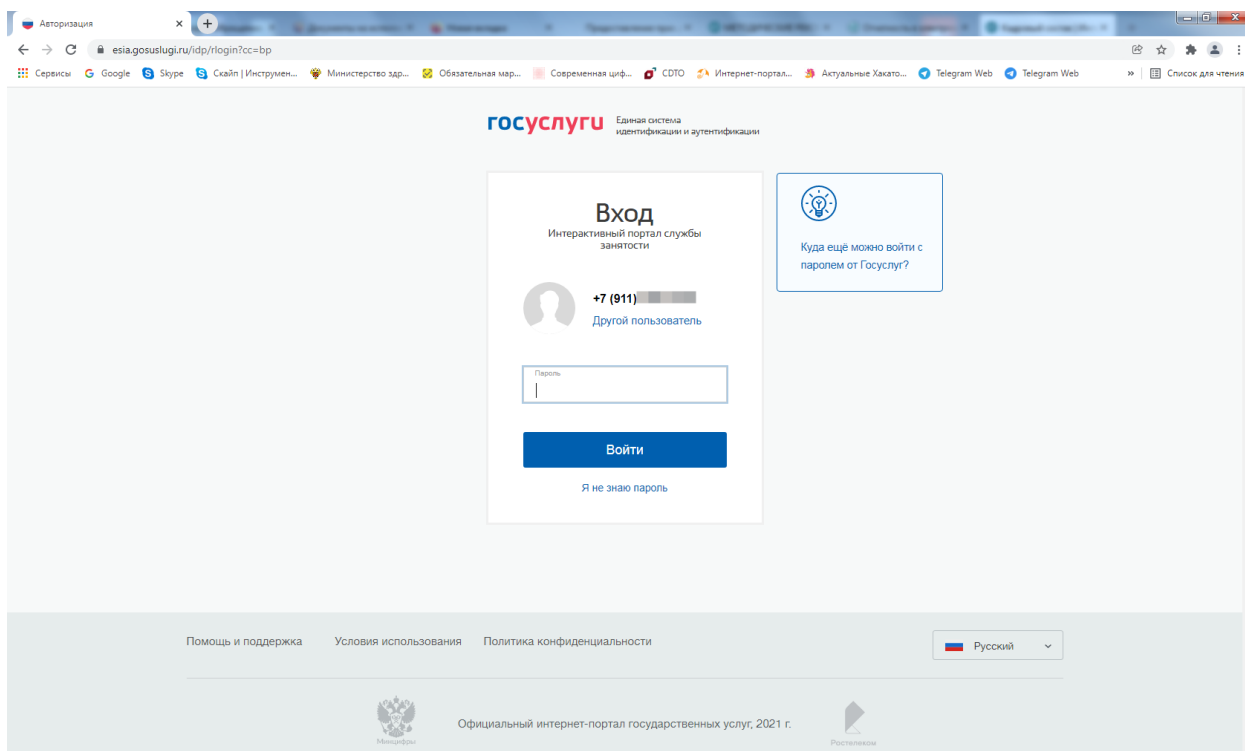 Авторизация
esia.gosuslugi.ru/idp/rlogin?cc=bp
Сервисы Google Skype Скайп | Инструмен... Министерство здр... Обязательная мар... Современная циф... CDTO Интернет-портал... Актуальные Хакато... Telegram Web Telegram Web » Список для чтения
госуслуги Единая система
идентификации и аутентификации
Вход
Интерактивный портал службы
занятости
Куда ещё можно войти с
паролем от Госуслуг?
+7 (911)
Другой пользователь
Пароль
Войти
Я не знаю пароль
Помощь и поддержка Условия использования Политика конфиденциальности Русский
Официальный интернет-портал государственных услуг, 2021 г.
Минцифры Ростелеком